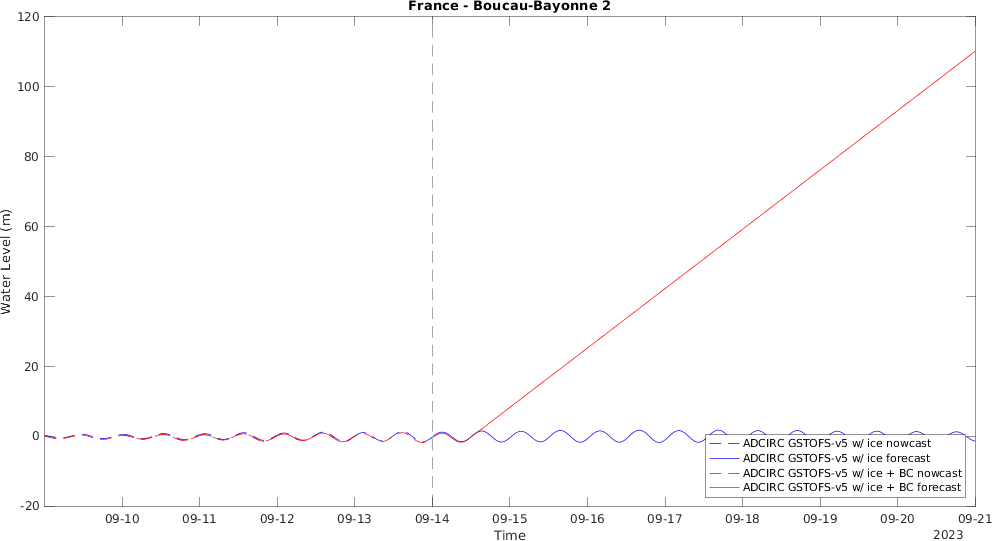 France - Boucau-Bayonne 2
120
100
80
60
40
20
0
-20
Water Level (m)
ADCIRC GSTOFS-v5 w/ ice nowcast
ADCIRC GSTOFS-v5 w/ ice forecast
ADCIRC GSTOFS-v5 w/ ice + BC nowcast
ADCIRC GSTOFS-v5 w/ ice + BC forecast
09-10 09-11 09-12 09-13 09-14 09-15 09-16 09-17 09-18 09-19 09-20 09-21
Time
2023